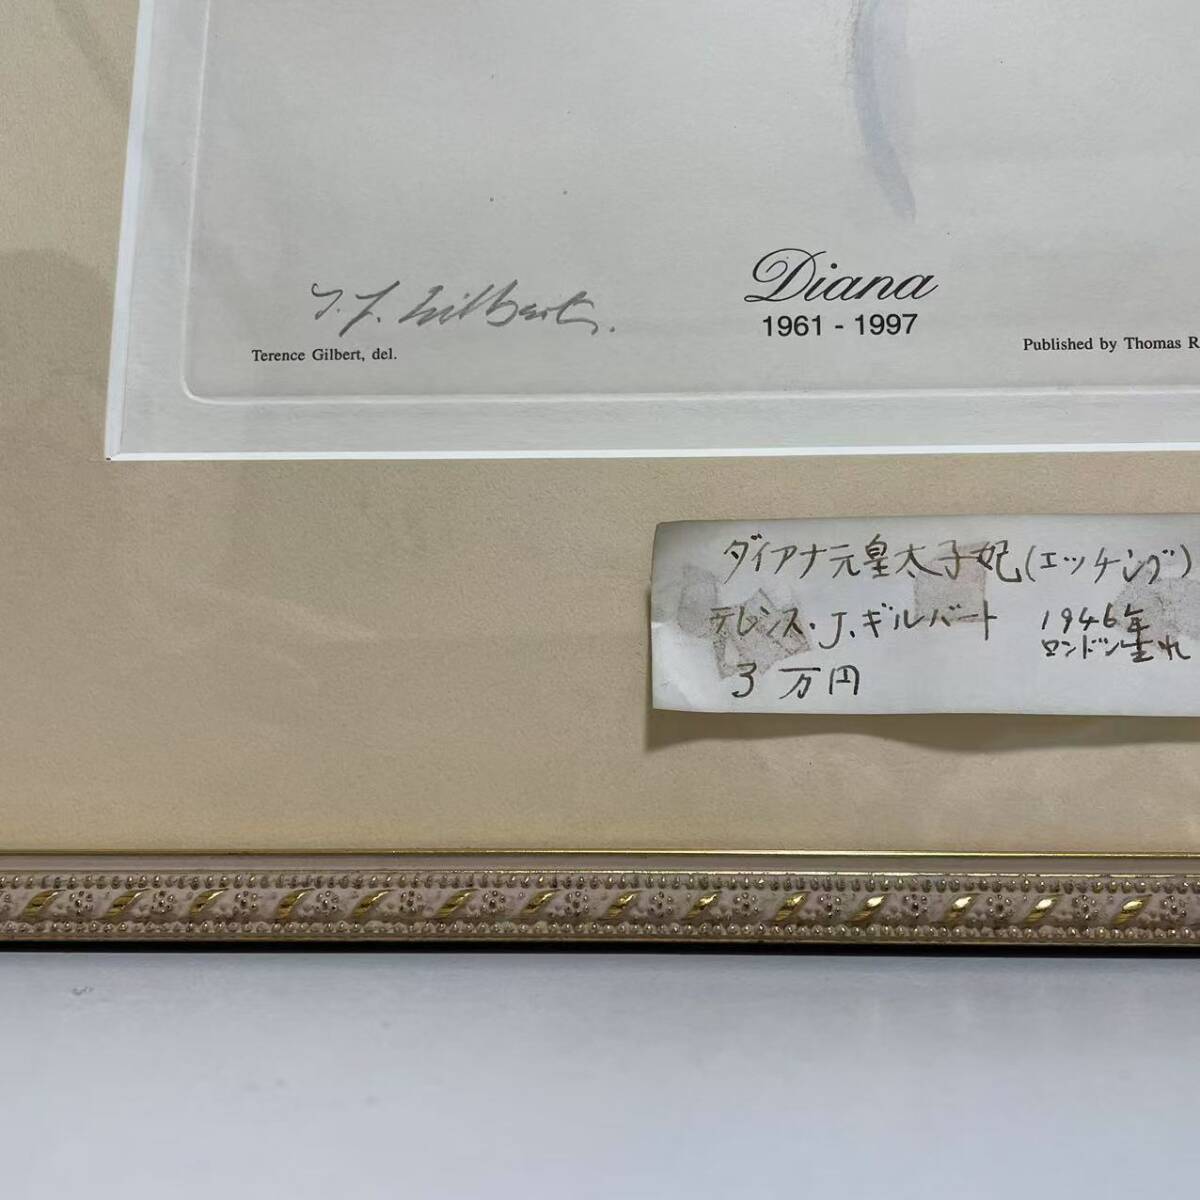 T. J. Gilbert.
Terence Gilbert, del.
Diana
1961 - 1997
Published by Thomas R
ダイアナ元皇太子妃(エッチング)
テレンス・J.ギルバート 1946年
ロンドン生れ
3万円